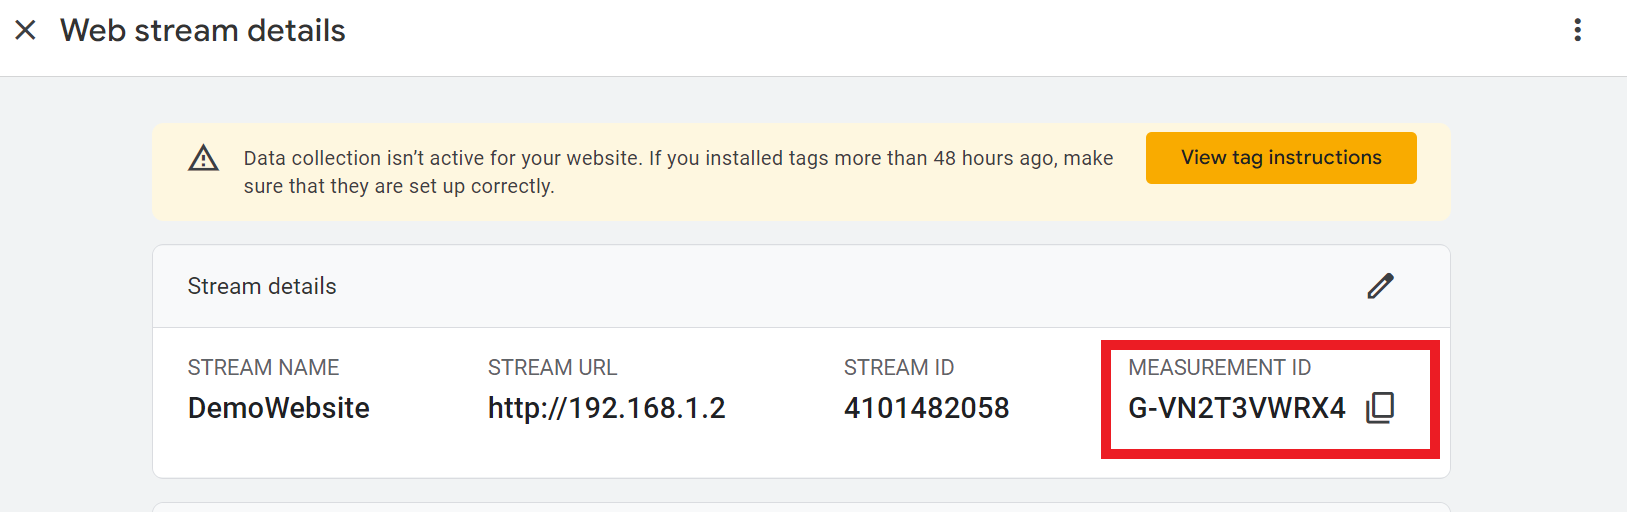 Web stream details
Data collection isn’t active for your website. If you installed tags more than 48 hours ago, make
sure that they are set up correctly.
View tag instructions
Stream details
STREAM NAME
DemoWebsite
STREAM URL
http://192.168.1.2
STREAM ID
4101482058
MEASUREMENT ID
G-VN2T3VWRX4